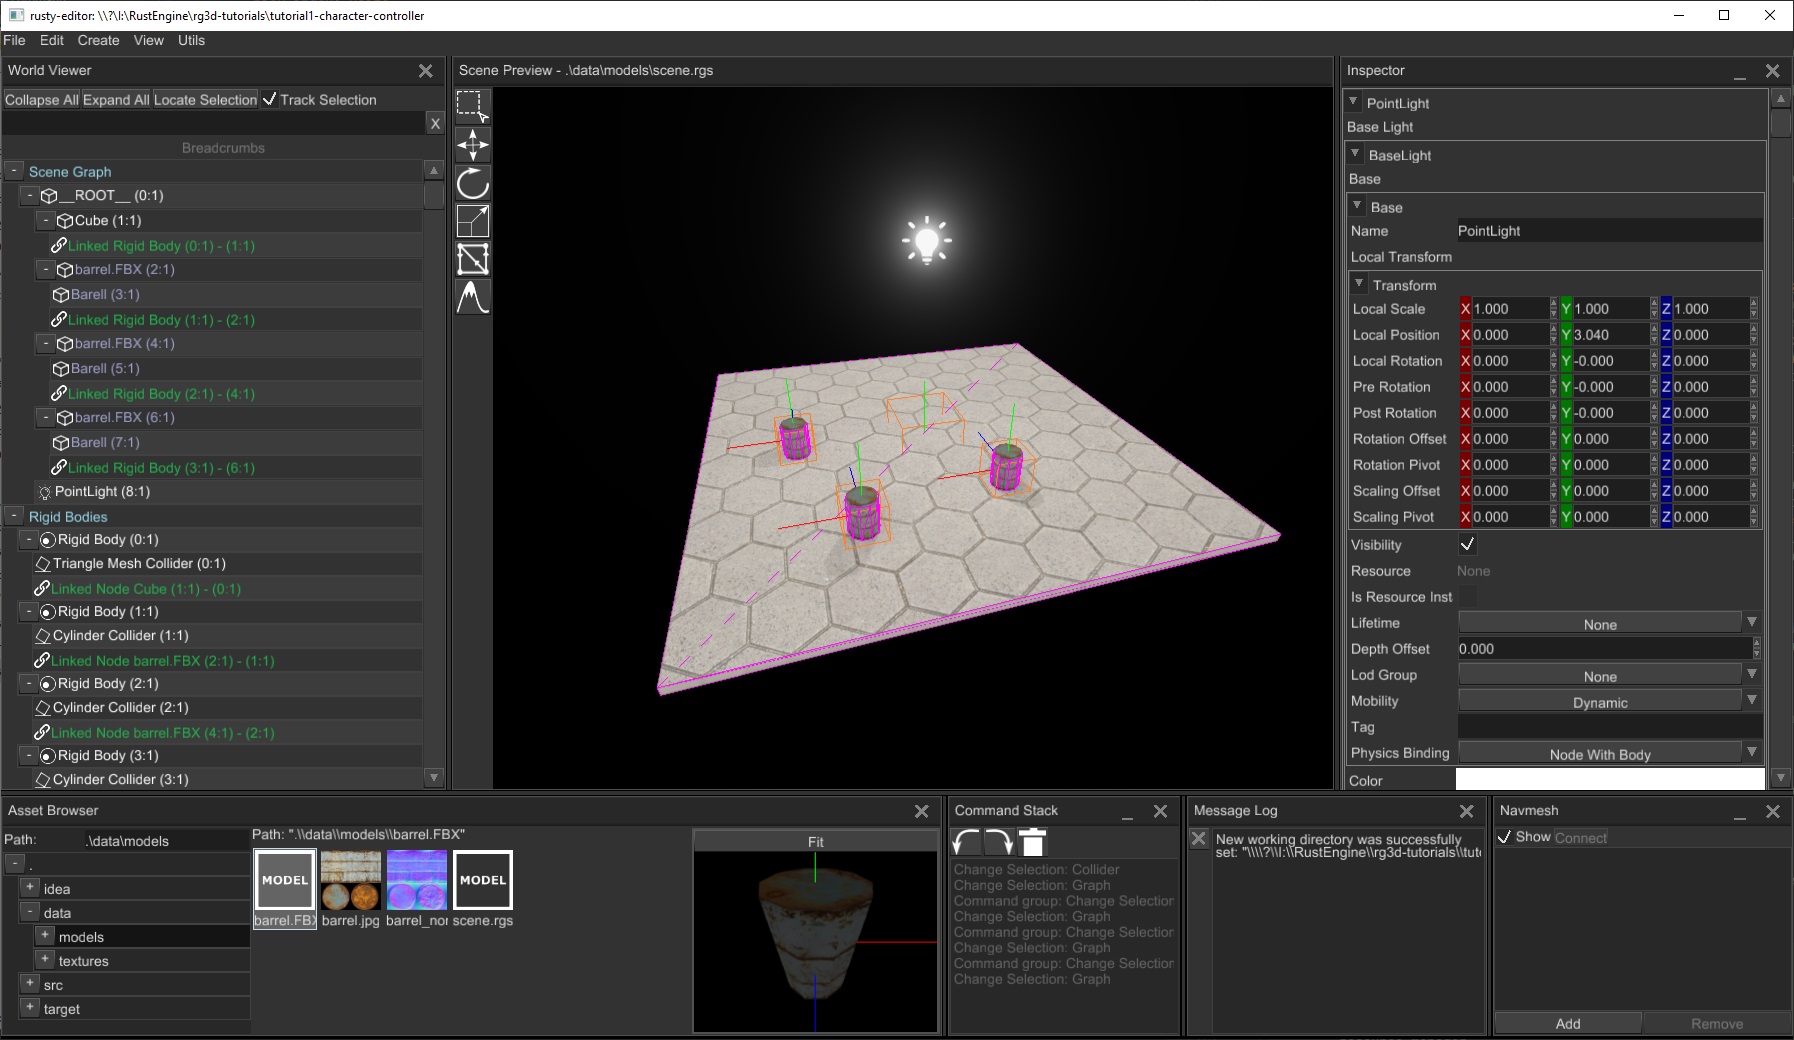 rusty-editor: \\?\I:\RustEngine\rg3d-tutorials\tutorial1-character-controller
File Edit Create View Utils
World Viewer
Collapse All Expand All Locate Selection Track Selection
X
Breadcrumbs
- Scene Graph
- __ROOT__ (0:1)
- Cube (1:1)
Linked Rigid Body (0:1) - (1:1)
- barrel.FBX (2:1)
Barell (3:1)
Linked Rigid Body (1:1) - (2:1)
- barrel.FBX (4:1)
Barell (5:1)
Linked Rigid Body (2:1) - (4:1)
- barrel.FBX (6:1)
Barell (7:1)
Linked Rigid Body (3:1) - (6:1)
PointLight (8:1)
- Rigid Bodies
- Rigid Body (0:1)
Triangle Mesh Collider (0:1)
Linked Node Cube (1:1) - (0:1)
- Rigid Body (1:1)
Cylinder Collider (1:1)
Linked Node barrel.FBX (2:1) - (1:1)
- Rigid Body (2:1)
Cylinder Collider (2:1)
Linked Node barrel.FBX (4:1) - (2:1)
- Rigid Body (3:1)
Cylinder Collider (3:1)
Scene Preview - .\data\models\scene.rgs
Inspector
PointLight
Base Light
BaseLight
Base
Base
Name PointLight
Local Transform
Transform
Local Scale X 1.000 Y 1.000 Z 1.000
Local Position X 0.000 Y 3.040 Z 0.000
Local Rotation X 0.000 Y -0.000 Z 0.000
Pre Rotation X 0.000 Y -0.000 Z 0.000
Post Rotation X 0.000 Y -0.000 Z 0.000
Rotation Offset X 0.000 Y 0.000 Z 0.000
Rotation Pivot X 0.000 Y 0.000 Z 0.000
Scaling Offset X 0.000 Y 0.000 Z 0.000
Scaling Pivot X 0.000 Y 0.000 Z 0.000
Visibility
Resource None
Is Resource Inst
Lifetime None
Depth Offset 0.000
Lod Group None
Mobility Dynamic
Tag
Physics Binding Node With Body
Color
Asset Browser
Path: .\data\models
- .
+ idea
- data
+ models
+ textures
+ src
+ target
Path: ".\\data\\models\\barrel.FBX"
MODEL MODEL
barrel.FBX barrel.jpg barrel_nor scene.rgs
Fit
Command Stack
Change Selection: Collider
Change Selection: Graph
Command group: Change Selection
Change Selection: Graph
Command group: Change Selection
Change Selection: Graph
Command group: Change Selection
Change Selection: Graph
Message Log
New working directory was successfully
set: "\\\\?\\I:\\RustEngine\\rg3d-tutorials\\tuto
Navmesh
Show Connect
Add Remove